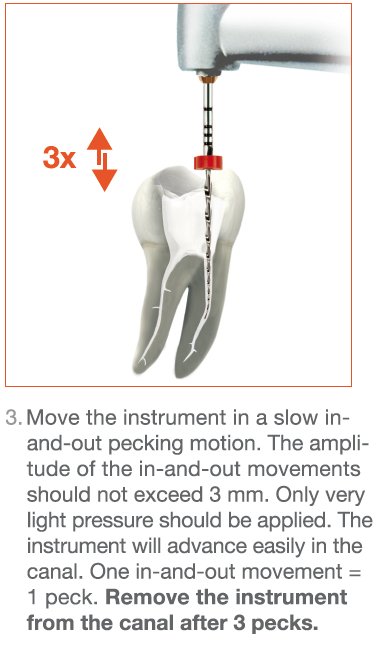 3x
3. Move the instrument in a slow in-
and-out pecking motion. The ampli-
tude of the in-and-out movements
should not exceed 3 mm. Only very
light pressure should be applied. The
instrument will advance easily in the
canal. One in-and-out movement =
1 peck. Remove the instrument
from the canal after 3 pecks.